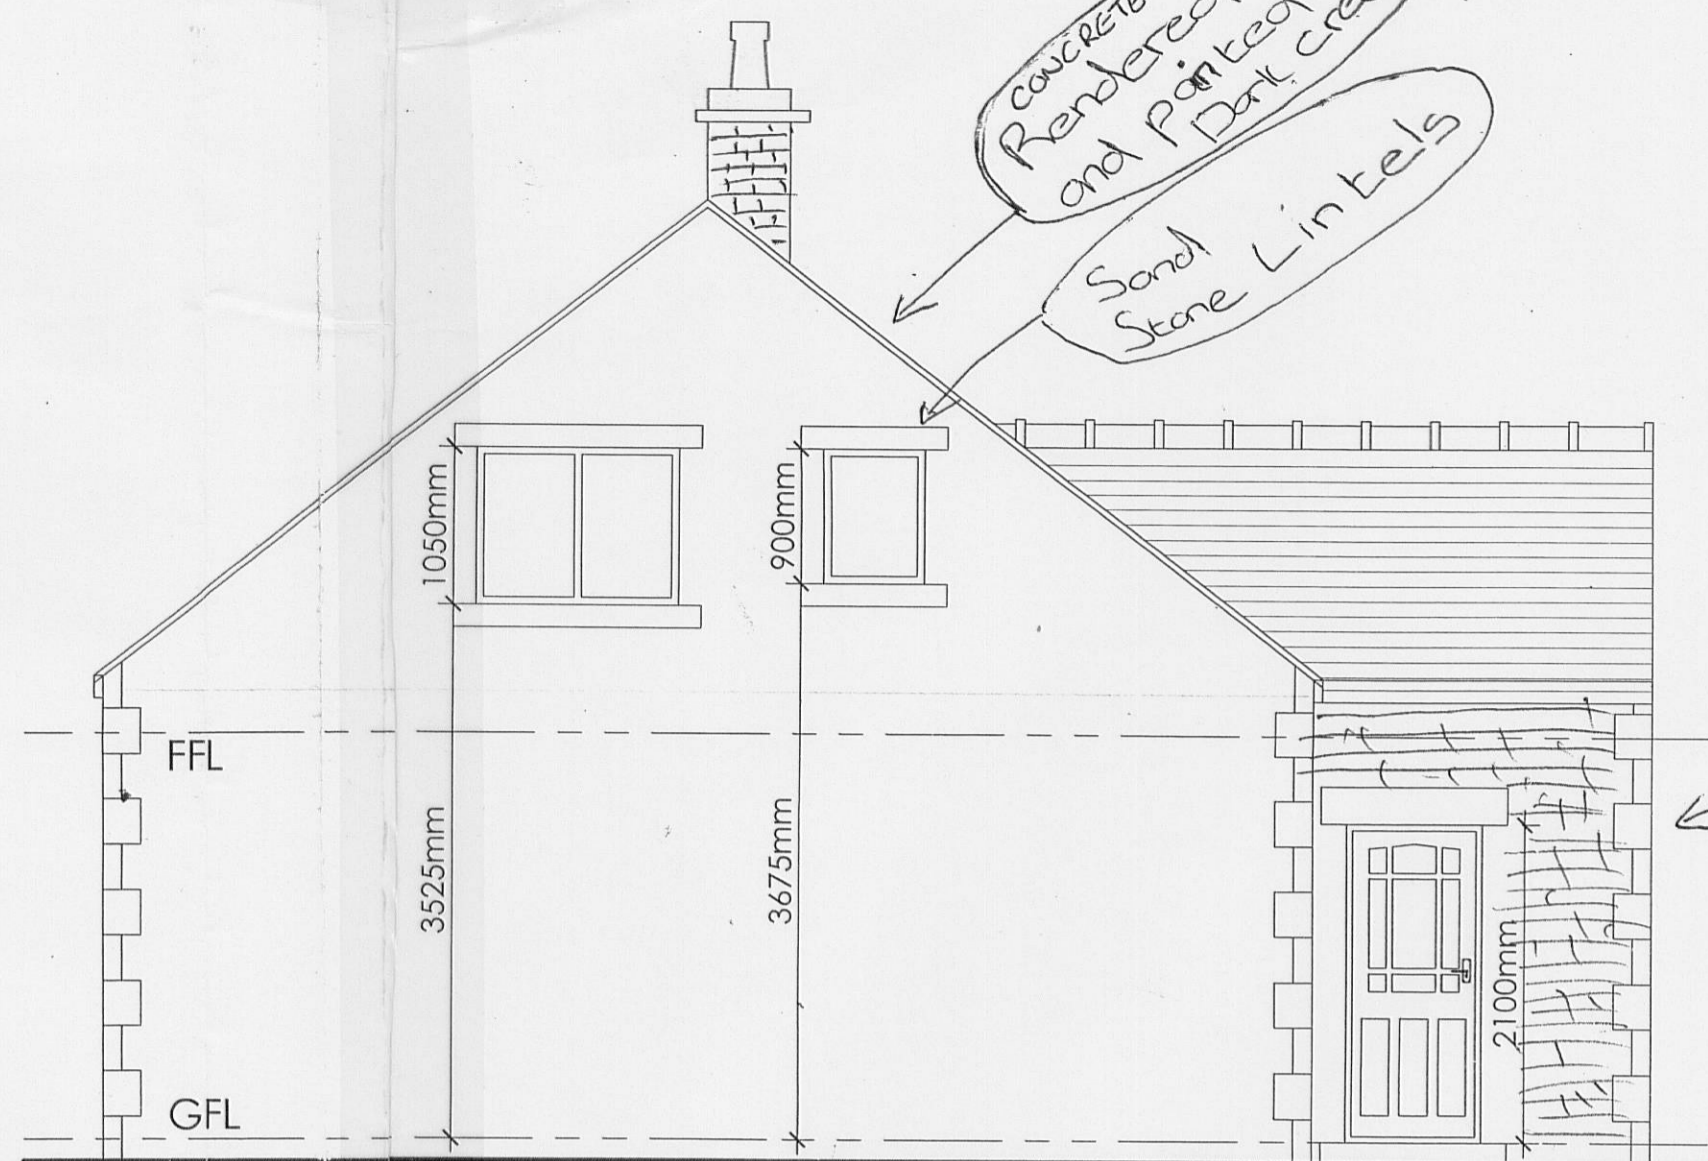 CONCRETE
Rendered
and painted
Dark
Sand
Stone Lintels
1050mm
900mm
FFL
3525mm
3675mm
2100mm
GFL